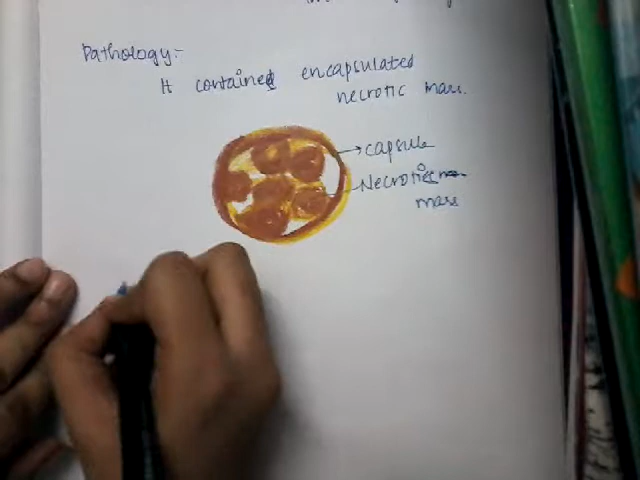 Pathology:-
It contained encapsulated
necrotic mass.
capsule
Necrotic
mass